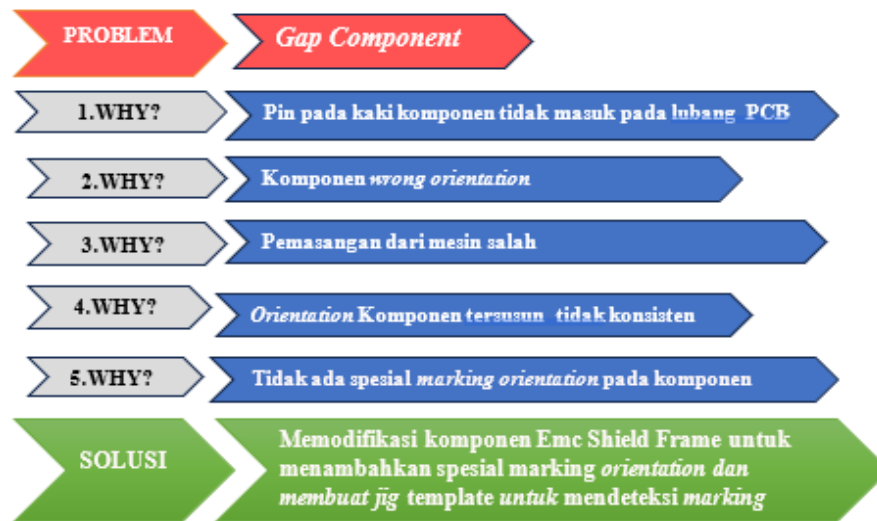 PROBLEM
Gap Component
1.WHY?
Pin pada kaki komponen tidak masuk pada lubang PCB
2.WHY?
Komponen wrong orientation
3.WHY?
Pemasangan dari mesin salah
4.WHY?
Orientation Komponen tersusun tidak konsisten
5.WHY?
Tidak ada spesial marking orientation pada komponen
SOLUSI
Memodifikasi komponen Emc Shield Frame untuk
menambahkan spesial marking orientation dan
membuat jig template untuk mendeteksi marking